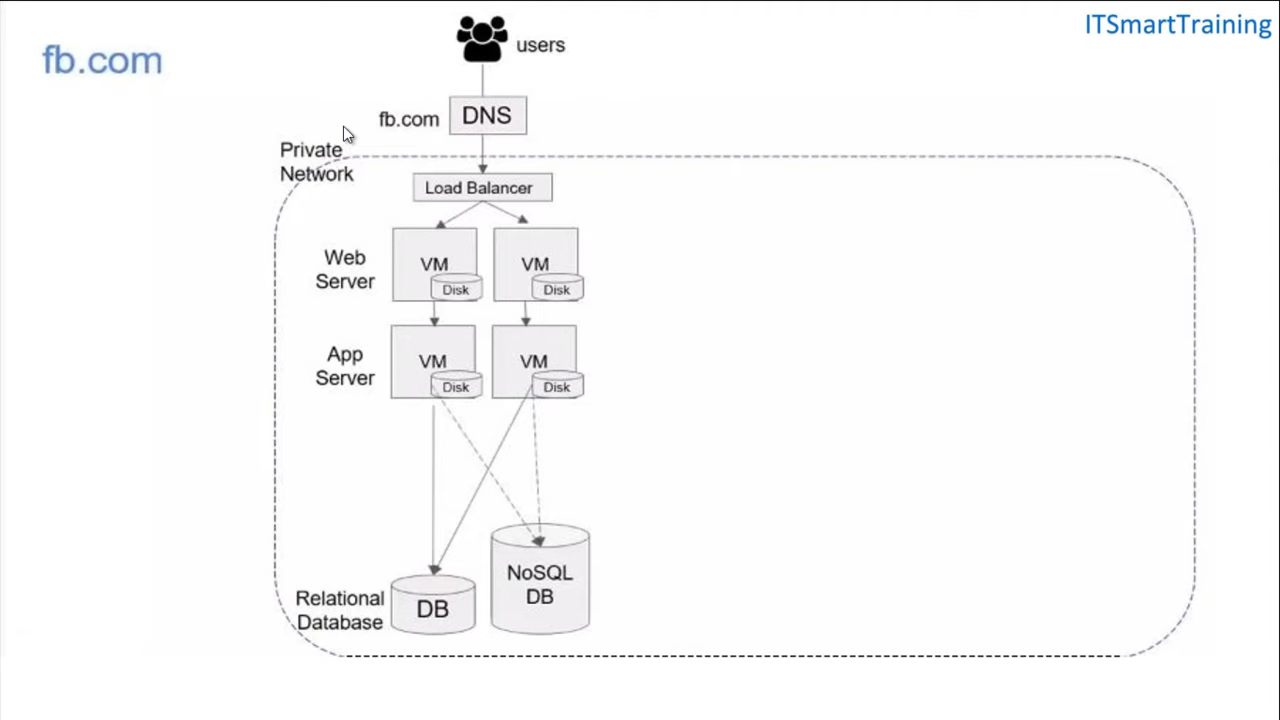 ITSmartTraining
fb.com
users
fb.com
DNS
Private
Network
Load Balancer
Web
Server
VM
Disk
VM
Disk
App
Server
VM
Disk
VM
Disk
Relational
Database
DB
NoSQL
DB